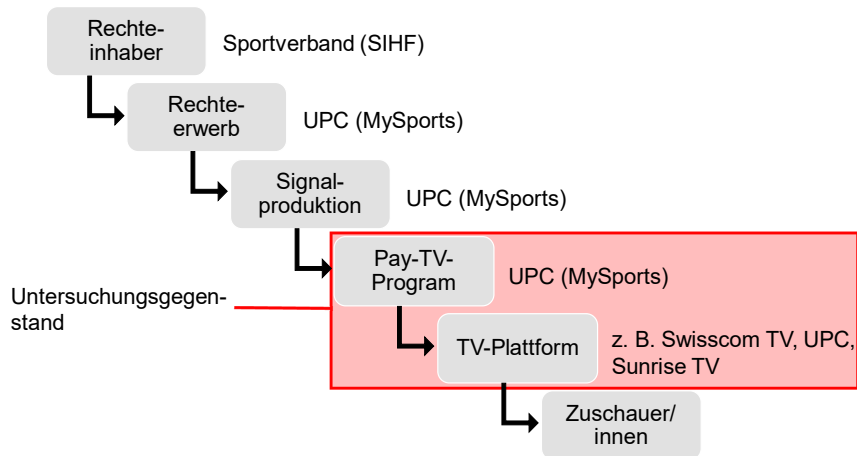 Rechte-
inhaber
Sportverband (SIHF)
Rechte-
erwerb
UPC (MySports)
Signal-
produktion
UPC (MySports)
Pay-TV-
Program
UPC (MySports)
Untersuchungsgegen-
stand
TV-Plattform
z. B. Swisscom TV, UPC,
Sunrise TV
Zuschauer/
innen